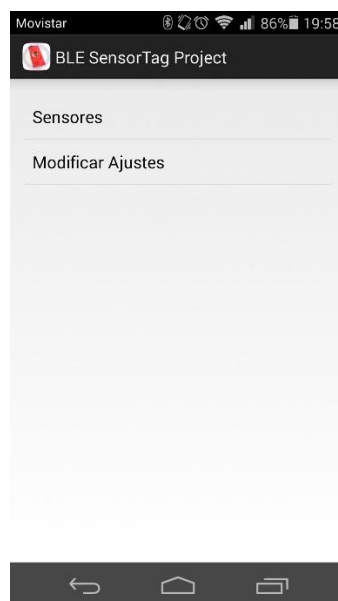 Movistar 86% 19:58
BLE SensorTag Project
Sensores
Modificar Ajustes